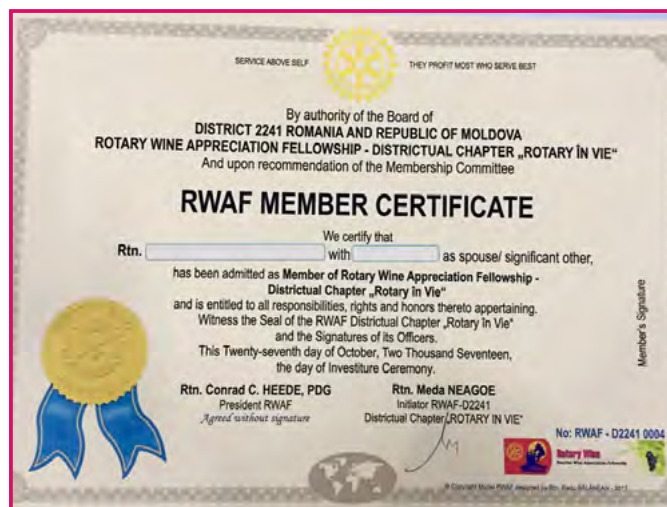 SERVICE ABOVE SELF
THEY PROFIT MOST WHO SERVE BEST
By authority of the Board of
DISTRICT 2241 ROMANIA AND REPUBLIC OF MOLDOVA
ROTARY WINE APPRECIATION FELLOWSHIP - DISTRICTUAL CHAPTER „ROTARY ÎN VIE“
And upon recommendation of the Membership Committee
RWAF MEMBER CERTIFICATE
We certify that
Rtn. with as spouse/ significant other,
has been admitted as Member of Rotary Wine Appreciation Fellowship -
Districtual Chapter „Rotary în Vie“
and is entitled to all responsibilities, rights and honors thereto appertaining.
Witness the Seal of the RWAF Districtual Chapter „Rotary în Vie“
and the Signatures of its Officers.
This Twenty-seventh day of October, Two Thousand Seventeen,
the day of Investiture Ceremony.
Rtn. Conrad C. HEEDE, PDG
President RWAF
Agreed without signature
Rtn. Meda NEAGOE
Initiator RWAF-D2241
Districtual Chapter „ROTARY IN VIE“
Member's Signature
No: RWAF - D2241 0004
Rotary Wine